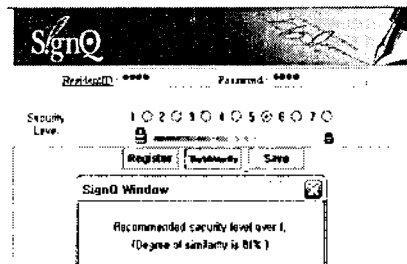 SignQ
ResidentID : **** Password : ****
Security
Level
1 2 3 4 5 6 7
Register Save
SignQ Window
Recommended security level over 1,
(Degree of similarity is 81% )